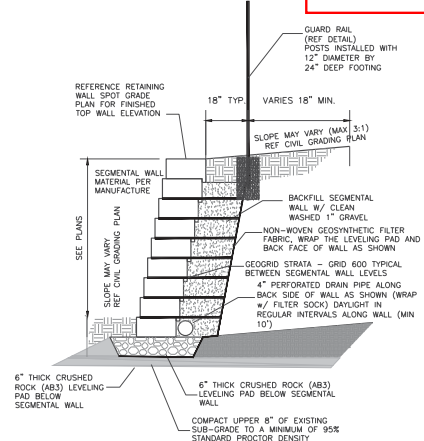 GUARD RAIL
(REF DETAIL)
POSTS INSTALLED WITH
12" DIAMETER BY
24" DEEP FOOTING
REFERENCE RETAINING
WALL SPOT GRADE
PLAN FOR FINISHED
TOP WALL ELEVATION
18" TYP.
VARIES 18" MIN.
SLOPE MAY VARY (MAX 3:1)
REF CIVIL GRADING PLAN
SEGMENTAL WALL
MATERIAL PER
MANUFACTURE
SEE PLANS
SLOPE MAY VARY
REF CIVIL GRADING PLAN
BACKFILL SEGMENTAL
WALL W/ CLEAN
WASHED 1" GRAVEL
NON-WOVEN GEOSYNTHETIC FILTER
FABRIC, WRAP THE LEVELING PAD AND
BACK FACE OF WALL AS SHOWN
GEOGRID STRATA - GRID 600 TYPICAL
BETWEEN SEGMENTAL WALL LEVELS
4" PERFORATED DRAIN PIPE ALONG
BACK SIDE OF WALL AS SHOWN (WRAP
w/ FILTER SOCK) DAYLIGHT IN
REGULAR INTERVALS ALONG WALL (MIN
10')
6" THICK CRUSHED
ROCK (AB3) LEVELING
PAD BELOW
SEGMENTAL WALL
6" THICK CRUSHED ROCK (AB3)
LEVELING PAD BELOW SEGMENTAL
WALL
COMPACT UPPER 8" OF EXISTING
SUB-GRADE TO A MINIMUM OF 95%
STANDARD PROCTOR DENSITY